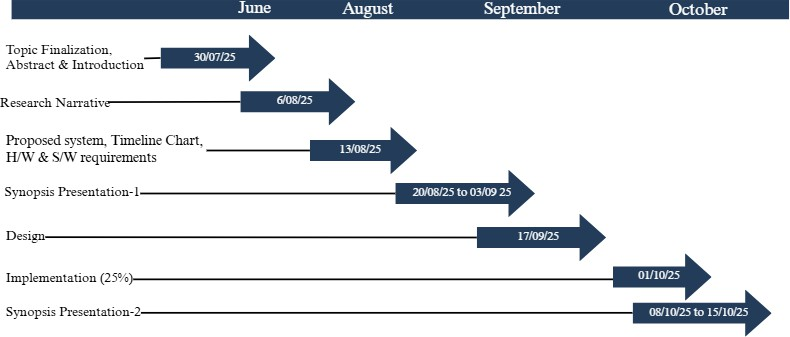 June August September October
Topic Finalization,
Abstract & Introduction
30/07/25
Research Narrative
6/08/25
Proposed system, Timeline Chart,
H/W & S/W requirements
13/08/25
Synopsis Presentation-1
20/08/25 to 03/09 25
Design
17/09/25
Implementation (25%)
01/10/25
Synopsis Presentation-2
08/10/25 to 15/10/25